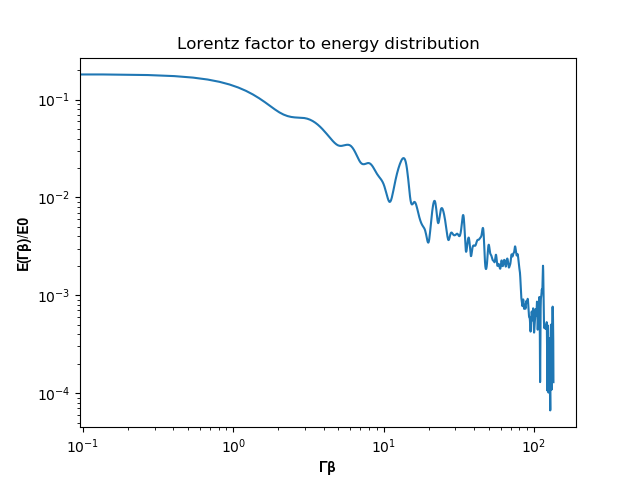 Lorentz factor to energy distribution
E(Γβ)/E0
10⁻¹
10⁻²
10⁻³
10⁻⁴
10⁻¹ 10⁰ 10¹ 10²
Γβ